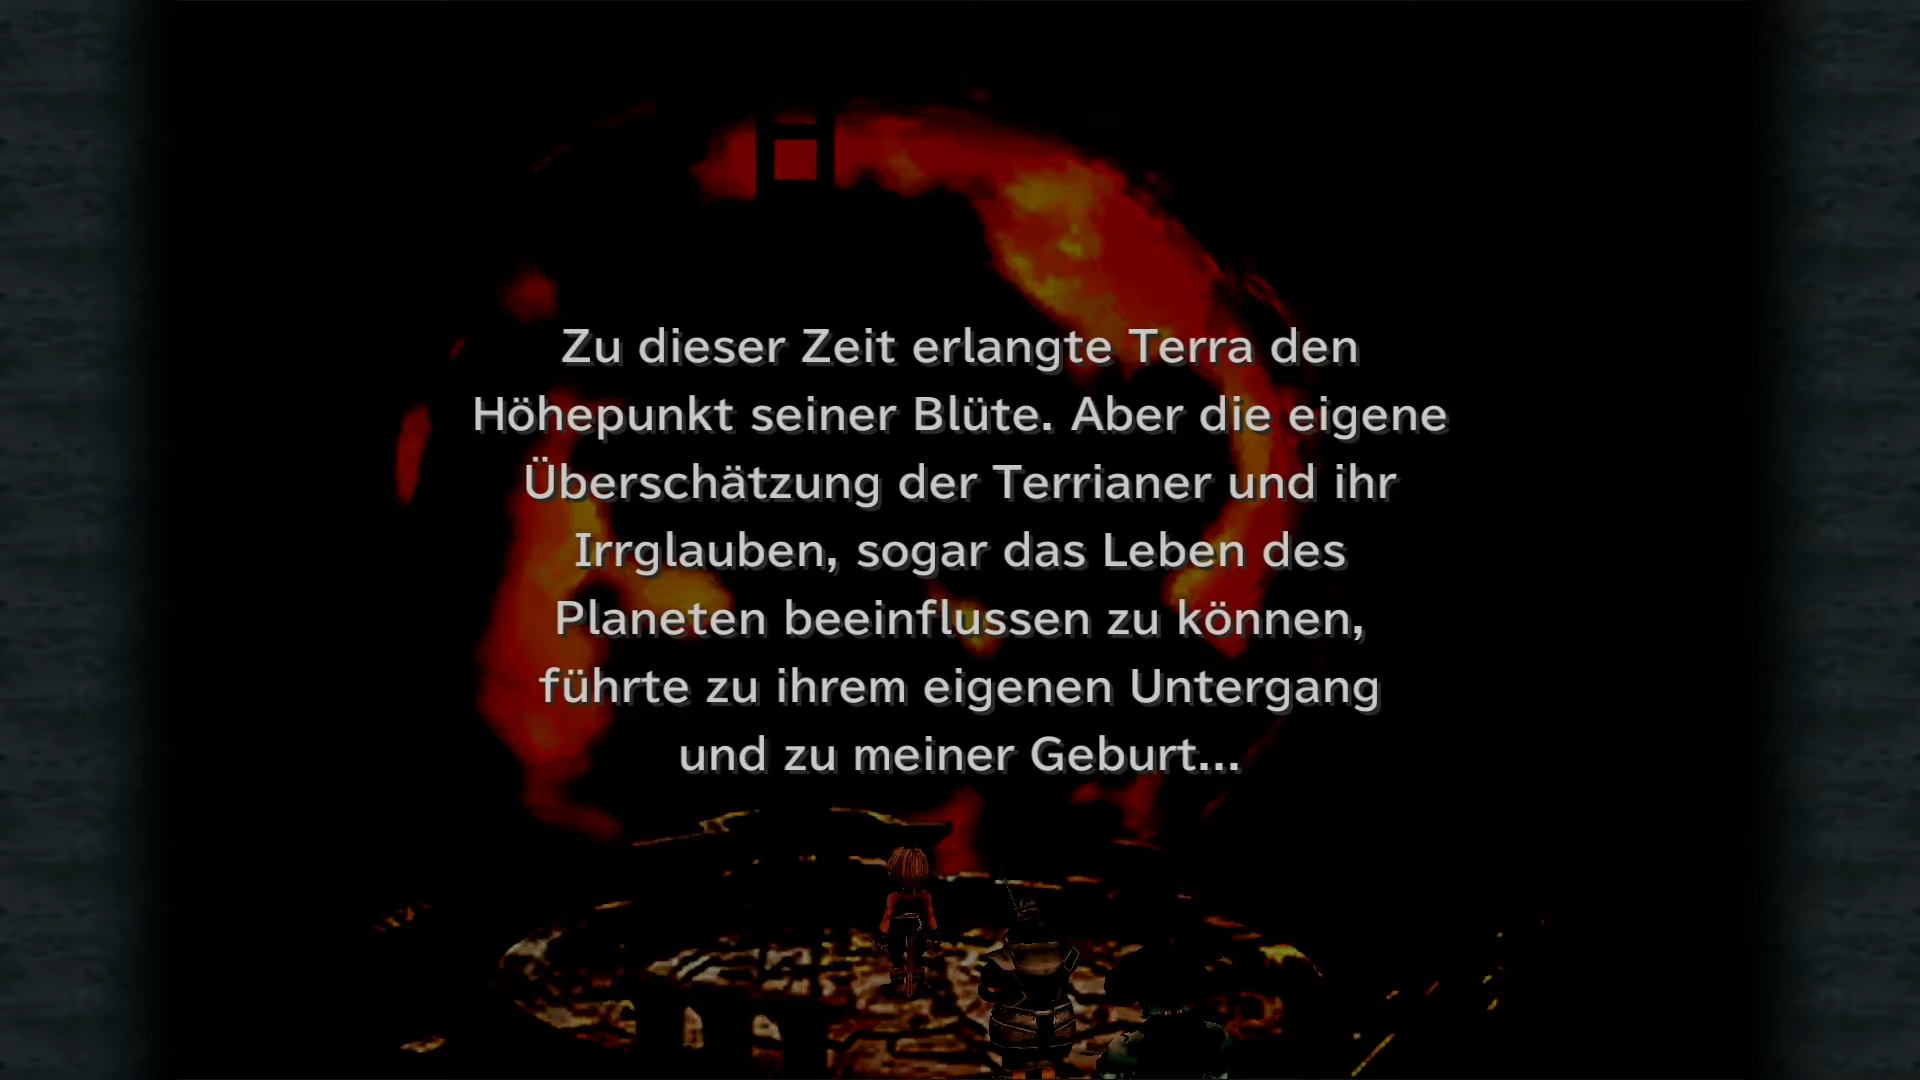 Zu dieser Zeit erlangte Terra den
Höhepunkt seiner Blüte. Aber die eigene
Überschätzung der Terrianer und ihr
Irrglauben, sogar das Leben des
Planeten beeinflussen zu können,
führte zu ihrem eigenen Untergang
und zu meiner Geburt...